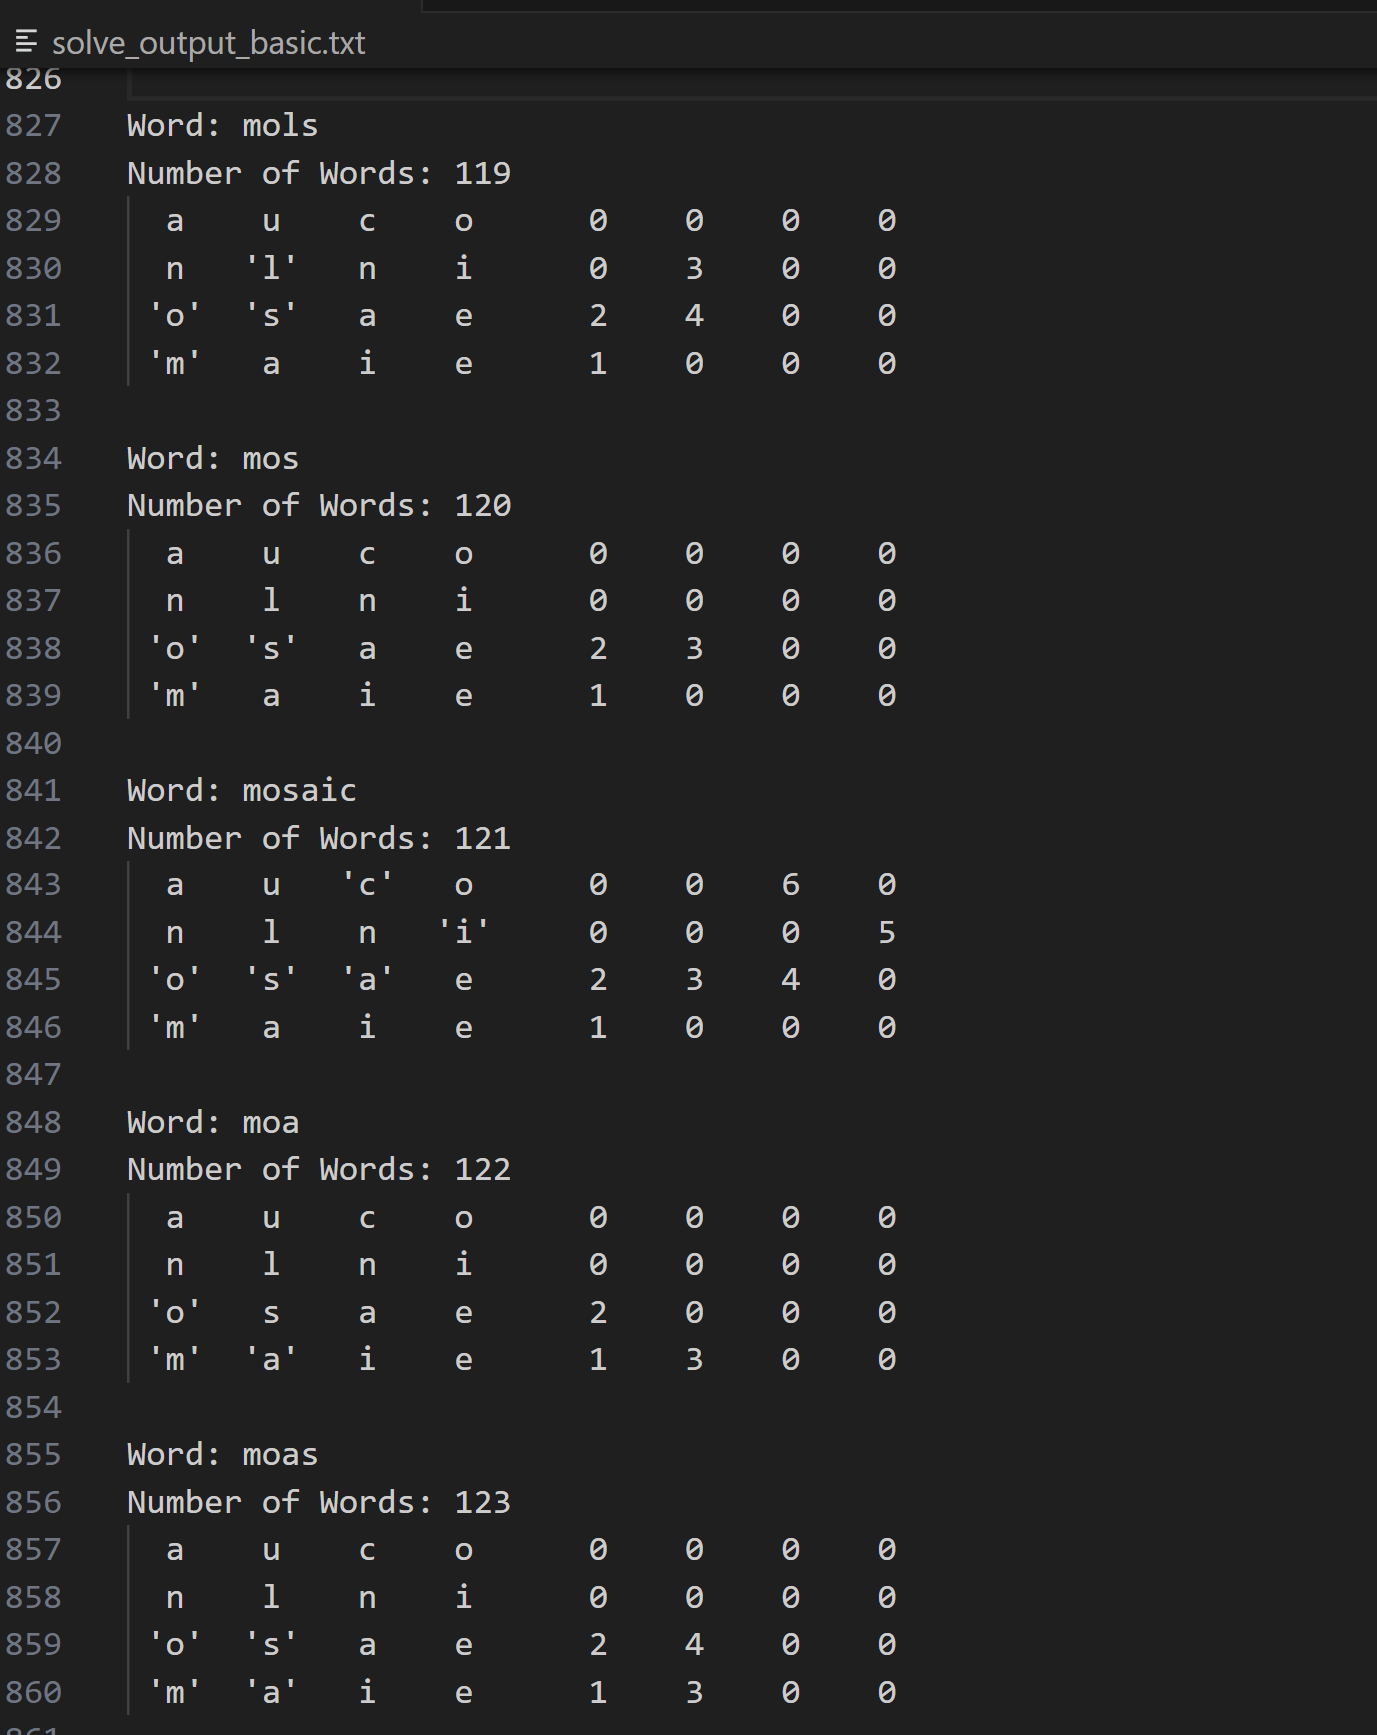 solve_output_basic.txt
826
827 Word: mols
828 Number of Words: 119
829 a u c o 0 0 0 0
830 n 'l' n i 0 3 0 0
831 'o' 's' a e 2 4 0 0
832 'm' a i e 1 0 0 0
833
834 Word: mos
835 Number of Words: 120
836 a u c o 0 0 0 0
837 n l n i 0 0 0 0
838 'o' 's' a e 2 3 0 0
839 'm' a i e 1 0 0 0
840
841 Word: mosaic
842 Number of Words: 121
843 a u 'c' o 0 0 6 0
844 n l n 'i' 0 0 0 5
845 'o' 's' 'a' e 2 3 4 0
846 'm' a i e 1 0 0 0
847
848 Word: moa
849 Number of Words: 122
850 a u c o 0 0 0 0
851 n l n i 0 0 0 0
852 'o' s a e 2 0 0 0
853 'm' 'a' i e 1 3 0 0
854
855 Word: moas
856 Number of Words: 123
857 a u c o 0 0 0 0
858 n l n i 0 0 0 0
859 'o' 's' a e 2 4 0 0
860 'm' 'a' i e 1 3 0 0
861